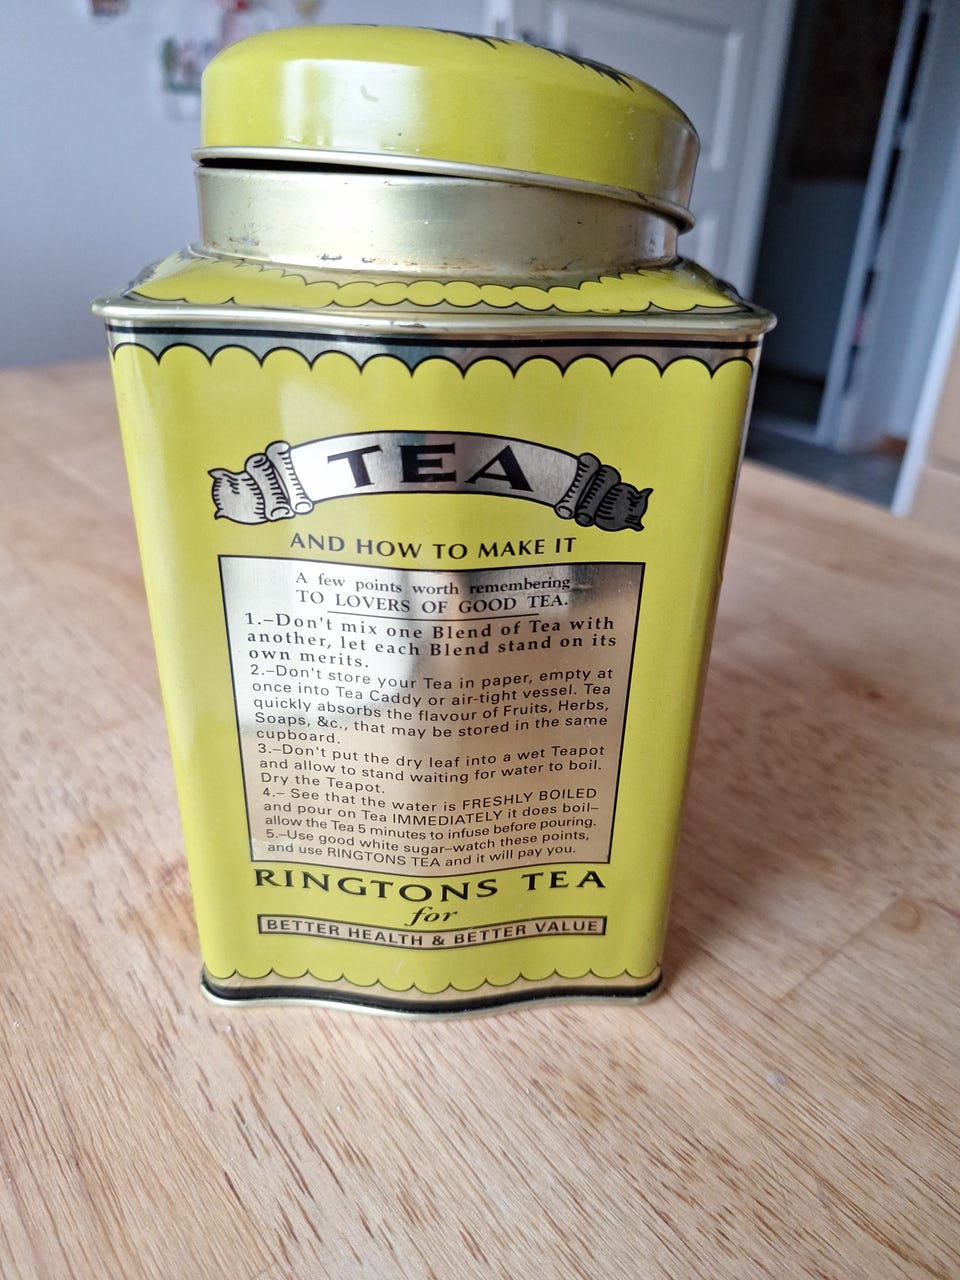 TEA
AND HOW TO MAKE IT
A few points worth remembering
TO LOVERS OF GOOD TEA.
1.–Don't mix one Blend of Tea with
another, let each Blend stand on its
own merits.
2.–Don't store your Tea in paper, empty at
once into Tea Caddy or air-tight vessel. Tea
quickly absorbs the flavour of Fruits, Herbs,
Soaps, &c., that may be stored in the same
cupboard.
3.–Don't put the dry leaf into a wet Teapot
and allow to stand waiting for water to boil.
Dry the Teapot.
4.– See that the water is FRESHLY BOILED
and pour on Tea IMMEDIATELY it does boil–
allow the Tea 5 minutes to infuse before pouring.
5.–Use good white sugar–watch these points,
and use RINGTONS TEA and it will pay you.
RINGTONS TEA
for
BETTER HEALTH & BETTER VALUE